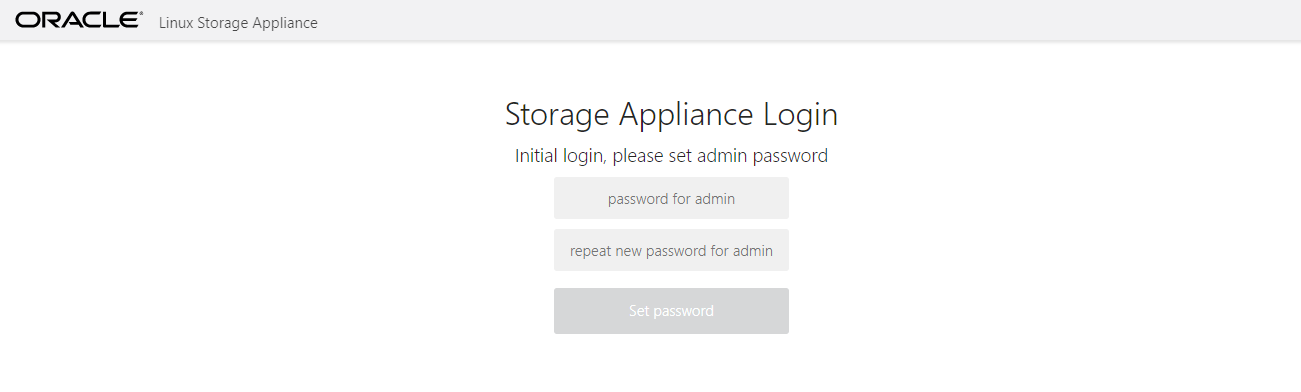 ORACLE® Linux Storage Appliance
Storage Appliance Login
Initial login, please set admin password
password for admin
repeat new password for admin
Set password